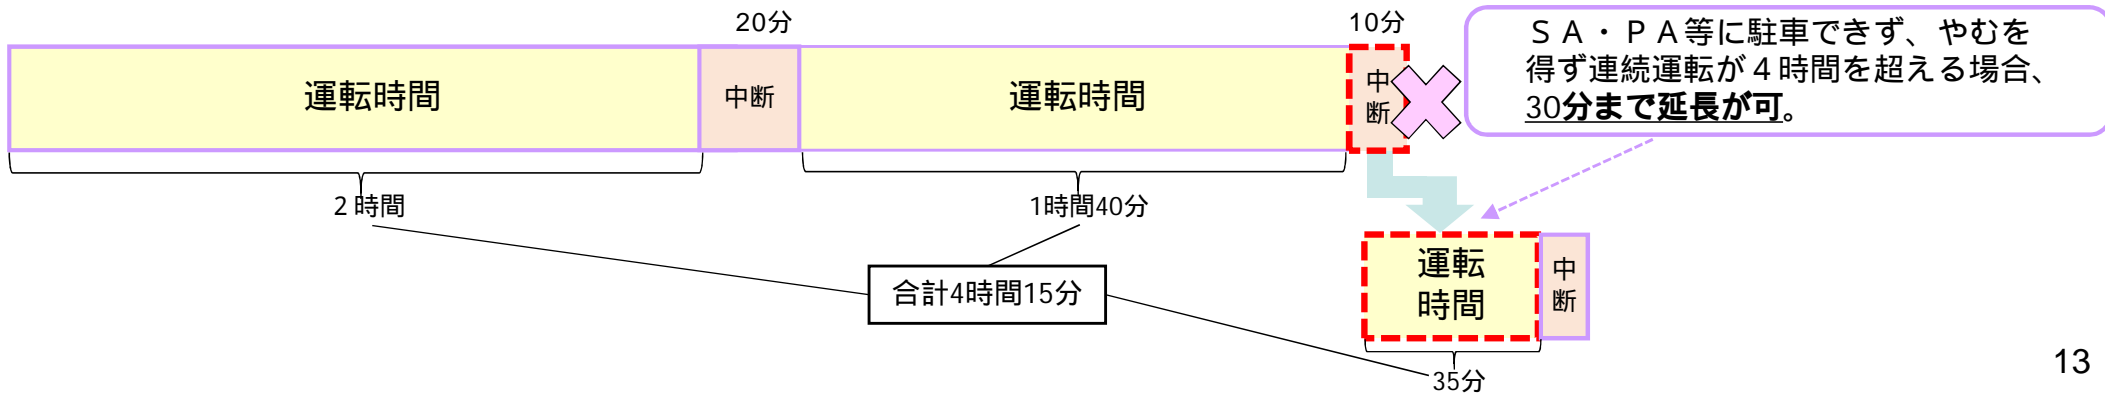 20分
10分
運転時間
中断
運転時間
中
断
ＳＡ・ＰＡ等に駐車できず、やむを
得ず連続運転が４時間を超える場合、
30分まで延長が可。
２時間
1時間40分
合計4時間15分
運転
時間
中
断
35分
13